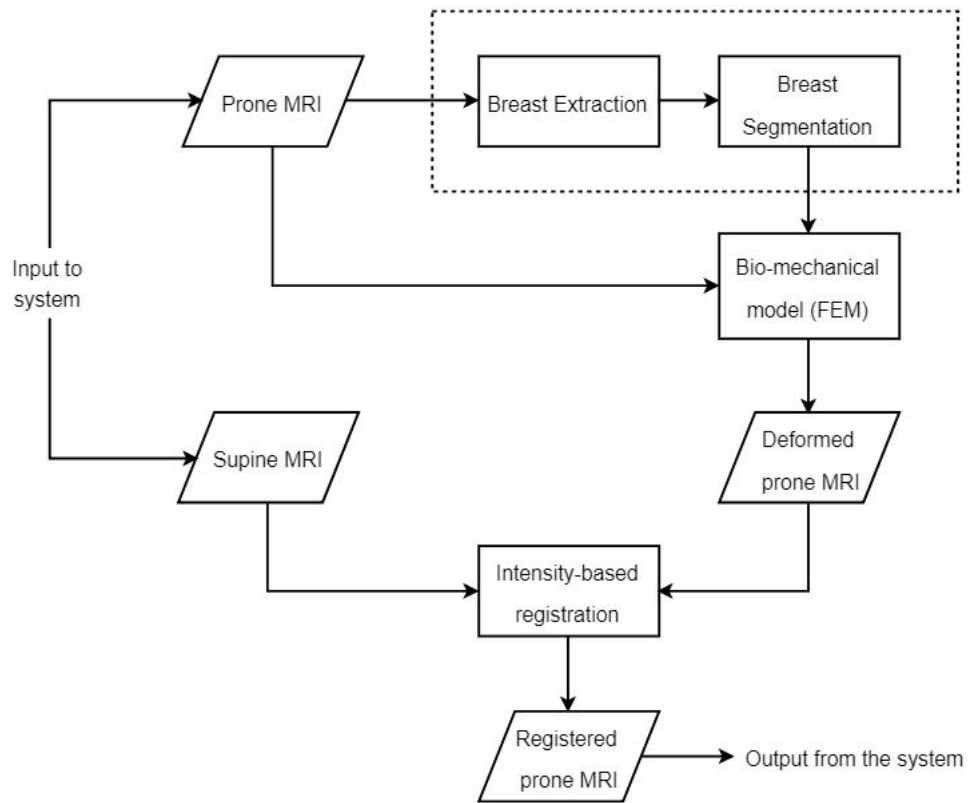 Prone MRI
Breast Extraction
Breast
Segmentation
Input to
system
Bio-mechanical
model (FEM)
Supine MRI
Deformed
prone MRI
Intensity-based
registration
Registered
prone MRI
Output from the system